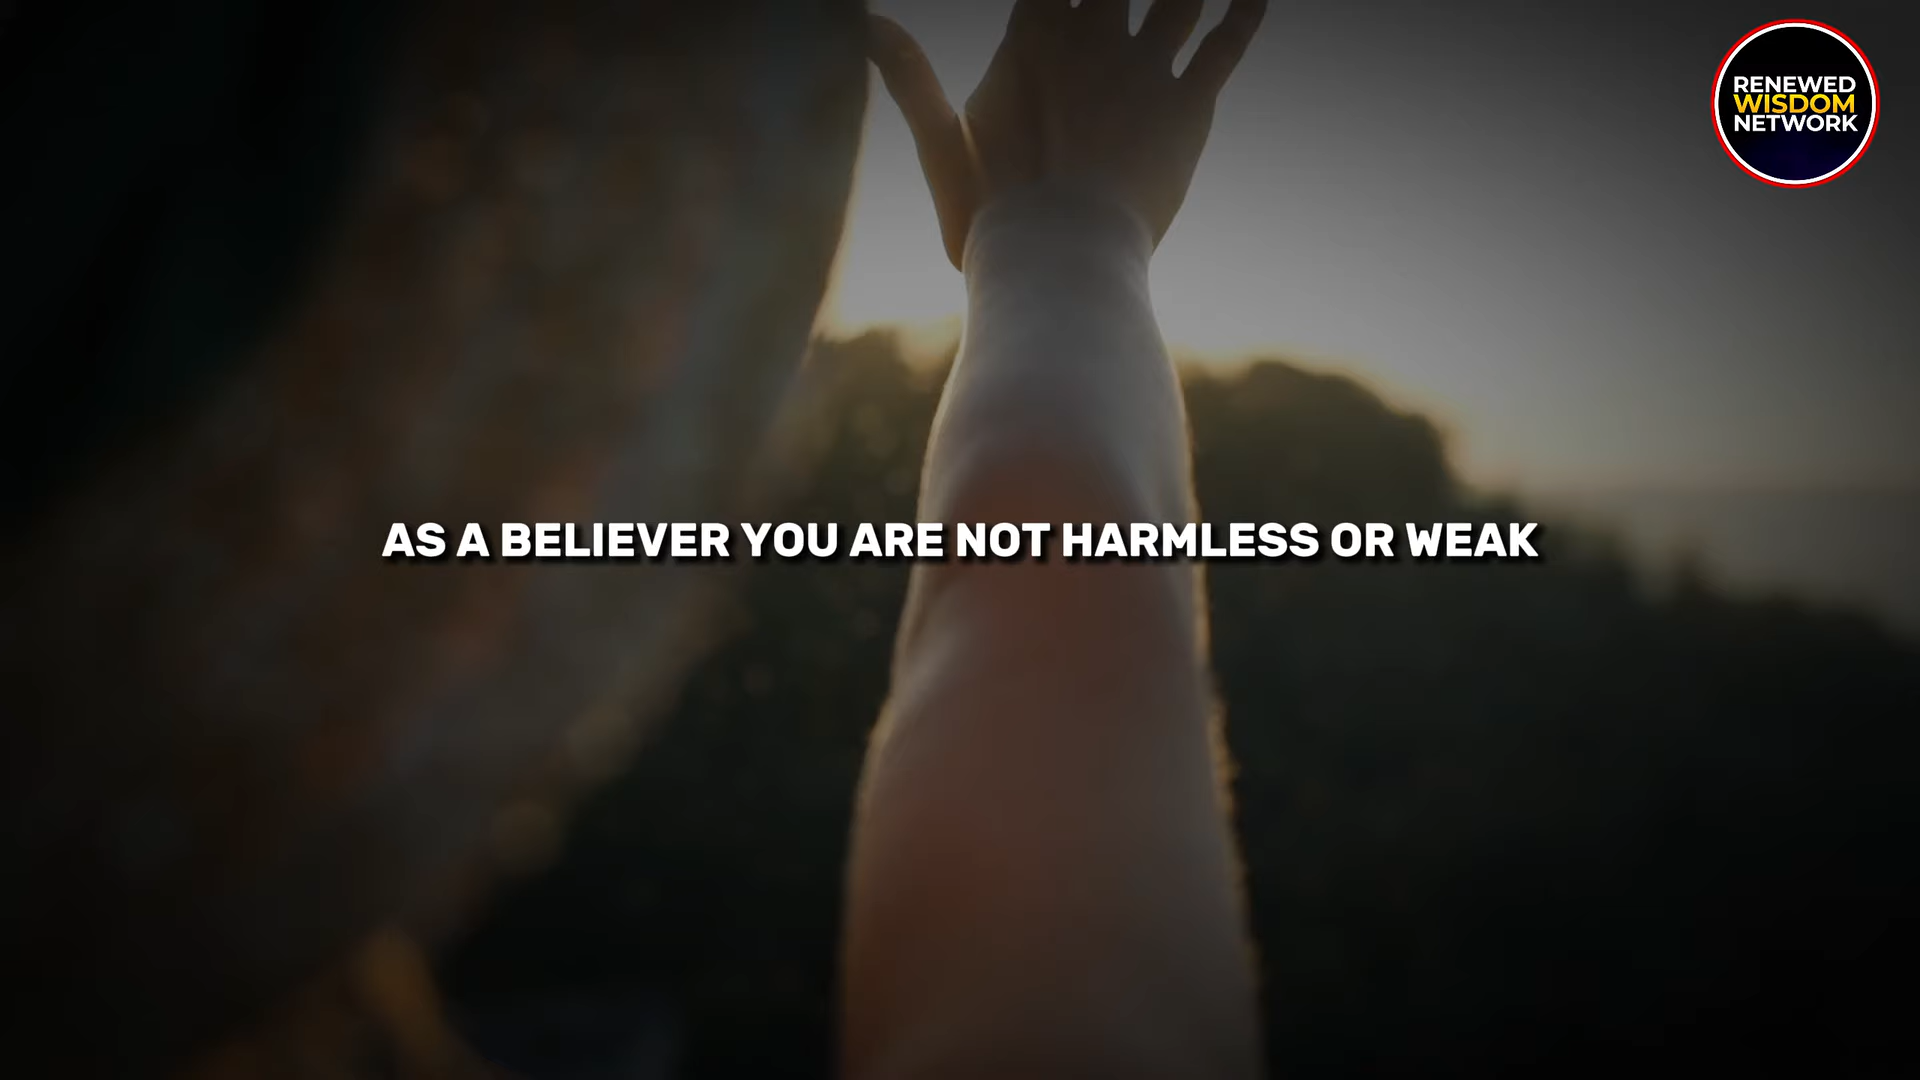 RENEWED
WISDOM
NETWORK
AS A BELIEVER YOU ARE NOT HARMLESS OR WEAK